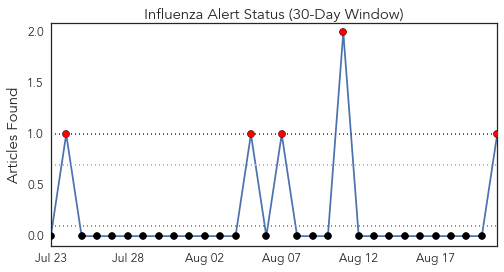 Influenza Alert Status (30-Day Window)
Articles Found
2.0
1.5
1.0
0.5
0.0
Jul 23 Jul 28 Aug 02 Aug 07 Aug 12 Aug 17